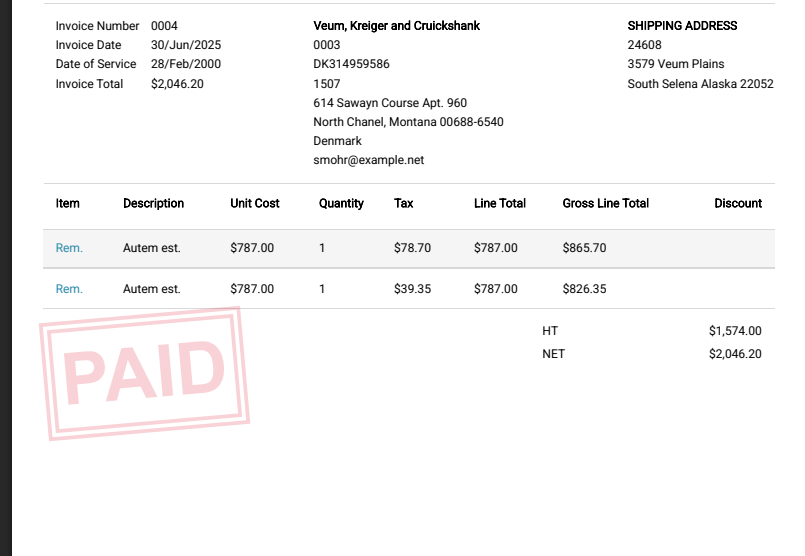 Invoice Number 0004
Invoice Date 30/Jun/2025
Date of Service 28/Feb/2000
Invoice Total $2,046.20
Veum, Kreiger and Cruickshank
0003
DK314959586
1507
614 Sawayn Course Apt. 960
North Chanel, Montana 00688-6540
Denmark
smohr@example.net
SHIPPING ADDRESS
24608
3579 Veum Plains
South Selena Alaska 22052
Item Description Unit Cost Quantity Tax Line Total Gross Line Total Discount
Rem. Autem est. $787.00 1 $78.70 $787.00 $865.70
Rem. Autem est. $787.00 1 $39.35 $787.00 $826.35
HT $1,574.00
NET $2,046.20
PAID